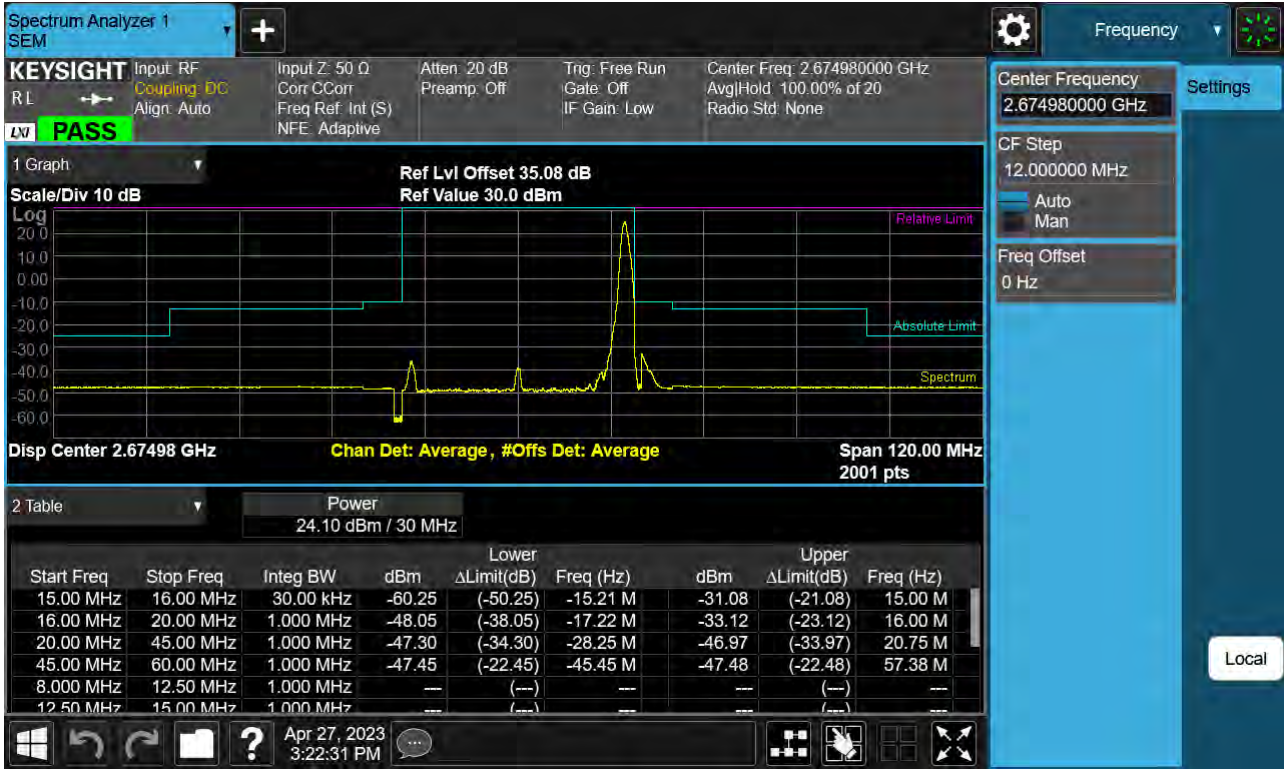 Spectrum Analyzer 1
SEM
Frequency
KEYSIGHT
RL
LXI
PASS
Input: RF
Coupling: DC
Align: Auto
Input Z: 50 Ω
Corr CCorr
Freq Ref: Int (S)
NFE: Adaptive
Atten: 20 dB
Preamp: Off
Trig: Free Run
Gate: Off
IF Gain: Low
Center Freq: 2.674980000 GHz
Avg|Hold: 100.00% of 20
Radio Std: None
Center Frequency
2.674980000 GHz
Settings
CF Step
12.000000 MHz
Auto
Man
Freq Offset
0 Hz
Local
1 Graph
Scale/Div 10 dB
Ref Lvl Offset 35.08 dB
Ref Value 30.0 dBm
Log
20.0
10.0
0.00
-10.0
-20.0
-30.0
-40.0
-50.0
-60.0
Relative Limit
Absolute Limit
Spectrum
Disp Center 2.67498 GHz
Chan Det: Average, #Offs Det: Average
Span 120.00 MHz
2001 pts
2 Table
Power
24.10 dBm / 30 MHz
Lower Upper
Start Freq Stop Freq Integ BW dBm ΔLimit(dB) Freq (Hz) dBm ΔLimit(dB) Freq (Hz)
15.00 MHz 16.00 MHz 30.00 kHz -60.25 (-50.25) -15.21 M -31.08 (-21.08) 15.00 M
16.00 MHz 20.00 MHz 1.000 MHz -48.05 (-38.05) -17.22 M -33.12 (-23.12) 16.00 M
20.00 MHz 45.00 MHz 1.000 MHz -47.30 (-34.30) -28.25 M -46.97 (-33.97) 20.75 M
45.00 MHz 60.00 MHz 1.000 MHz -47.45 (-22.45) -45.45 M -47.48 (-22.48) 57.38 M
8.000 MHz 12.50 MHz 1.000 MHz --- (---) --- --- (---) ---
12.50 MHz 15.00 MHz 1.000 MHz --- (---) --- --- (---) ---
?
Apr 27, 2023
3:22:31 PM